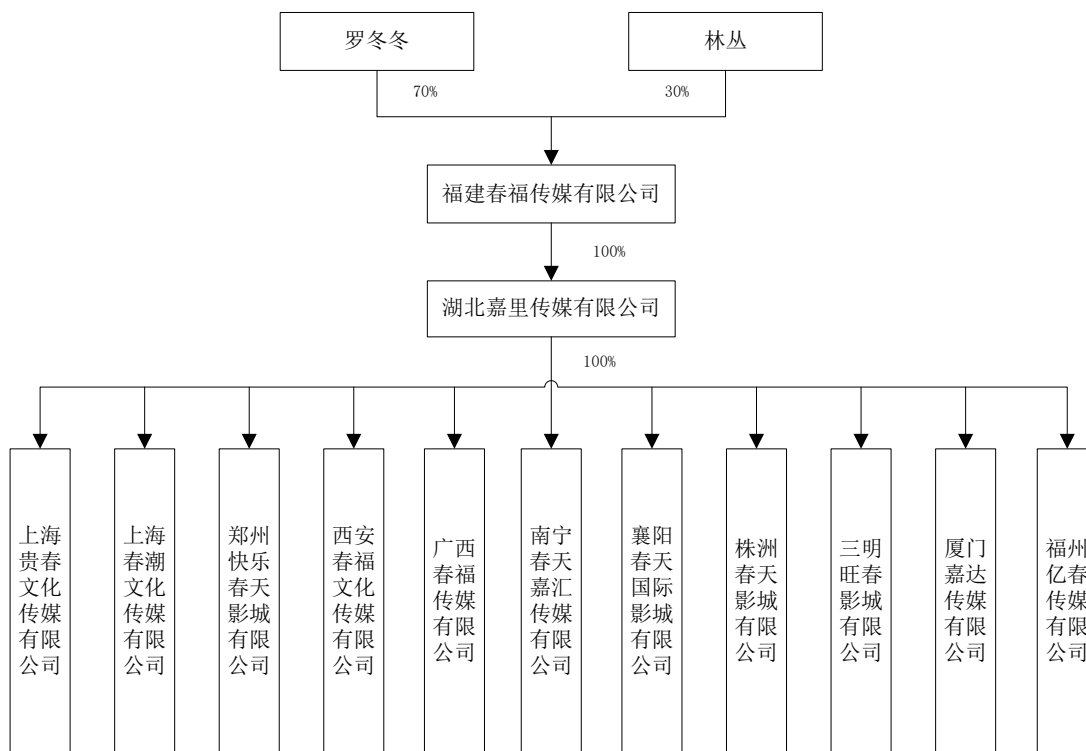 罗冬冬
林丛
70%
30%
福建春福传媒有限公司
100%
湖北嘉里传媒有限公司
100%
上海
贵春
文化
传媒
有限
公司
上海
春潮
文化
传媒
有限
公司
郑州
快乐
春天
影城
有限
公司
西安
春福
文化
传媒
有限
公司
广西
春福
传媒
有限
公司
南宁
春天
嘉汇
传媒
有限
公司
襄阳
春天
国际
影城
有限
公司
株洲
春天
影城
有限
公司
三明
旺春
影城
有限
公司
厦门
嘉达
传媒
有限
公司
福州
亿春
传媒
有限
公司